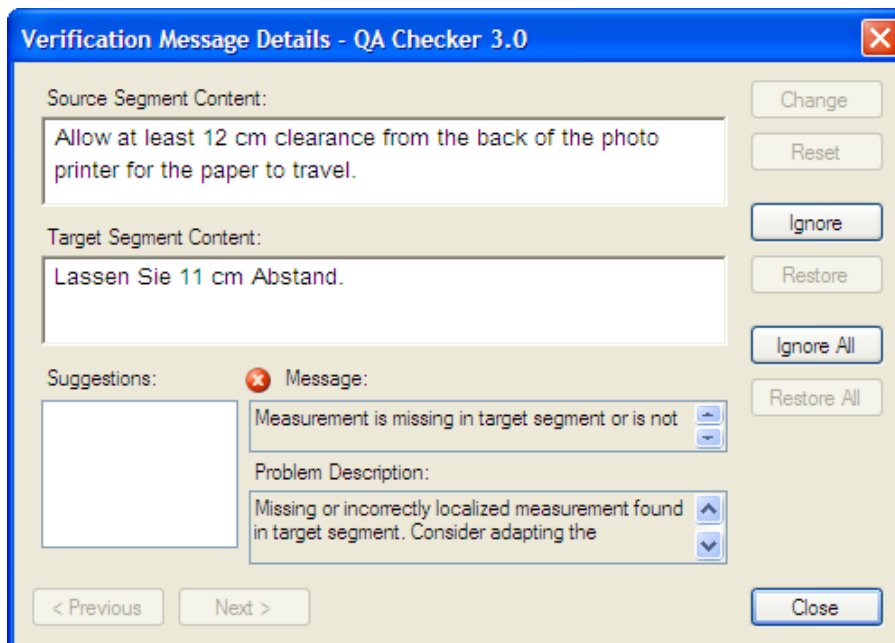 Verification Message Details - QA Checker 3.0
Source Segment Content:
Allow at least 12 cm clearance from the back of the photo
printer for the paper to travel.
Target Segment Content:
Lassen Sie 11 cm Abstand.
Suggestions:
Message:
Measurement is missing in target segment or is not
Problem Description:
Missing or incorrectly localized measurement found
in target segment. Consider adapting the
Change
Reset
Ignore
Restore
Ignore All
Restore All
< Previous
Next >
Close